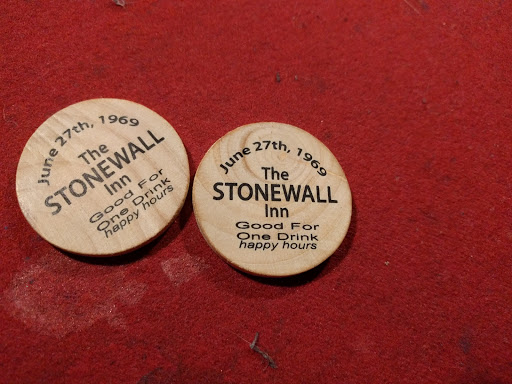 June 27th, 1969
The
STONEWALL
Inn
Good For
One Drink
happy hours
June 27th, 1969
The
STONEWALL
Inn
Good For
One Drink
happy hours